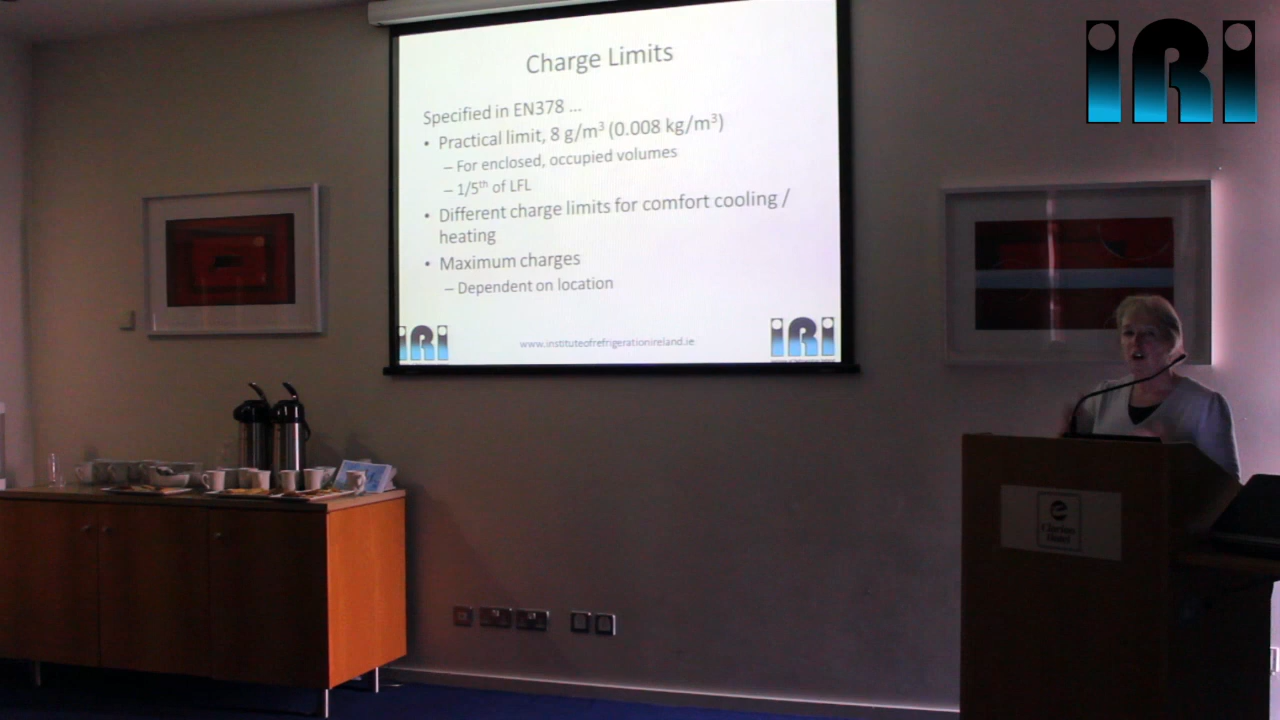 IRI
Charge Limits
Specified in EN378 ...
• Practical limit, 8 g/m³ (0.008 kg/m³)
– For enclosed, occupied volumes
– 1/5th of LFL
• Different charge limits for comfort cooling /
heating
• Maximum charges
– Dependent on location
IRI
www.instituteofrefrigerationireland.ie
IRI
Clarion
Hotel